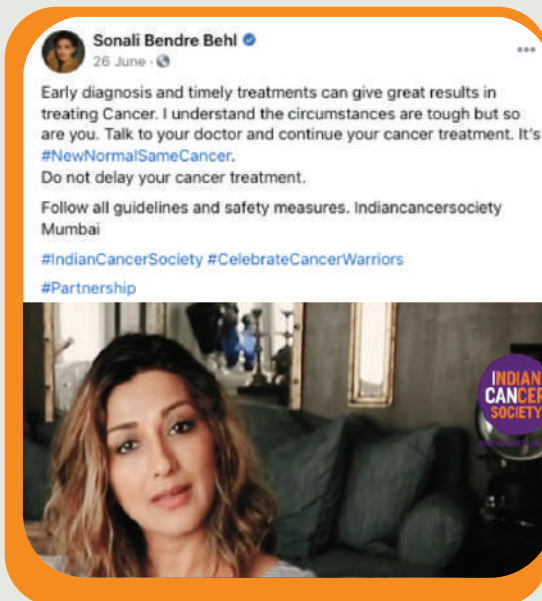 Sonali Bendre Behl
26 June ·
Early diagnosis and timely treatments can give great results in
treating Cancer. I understand the circumstances are tough but so
are you. Talk to your doctor and continue your cancer treatment. It's
#NewNormalSameCancer.
Do not delay your cancer treatment.
Follow all guidelines and safety measures. Indiancancersociety
Mumbai
#IndianCancerSociety #CelebrateCancerWarriors
#Partnership
INDIAN
CANCER
SOCIETY